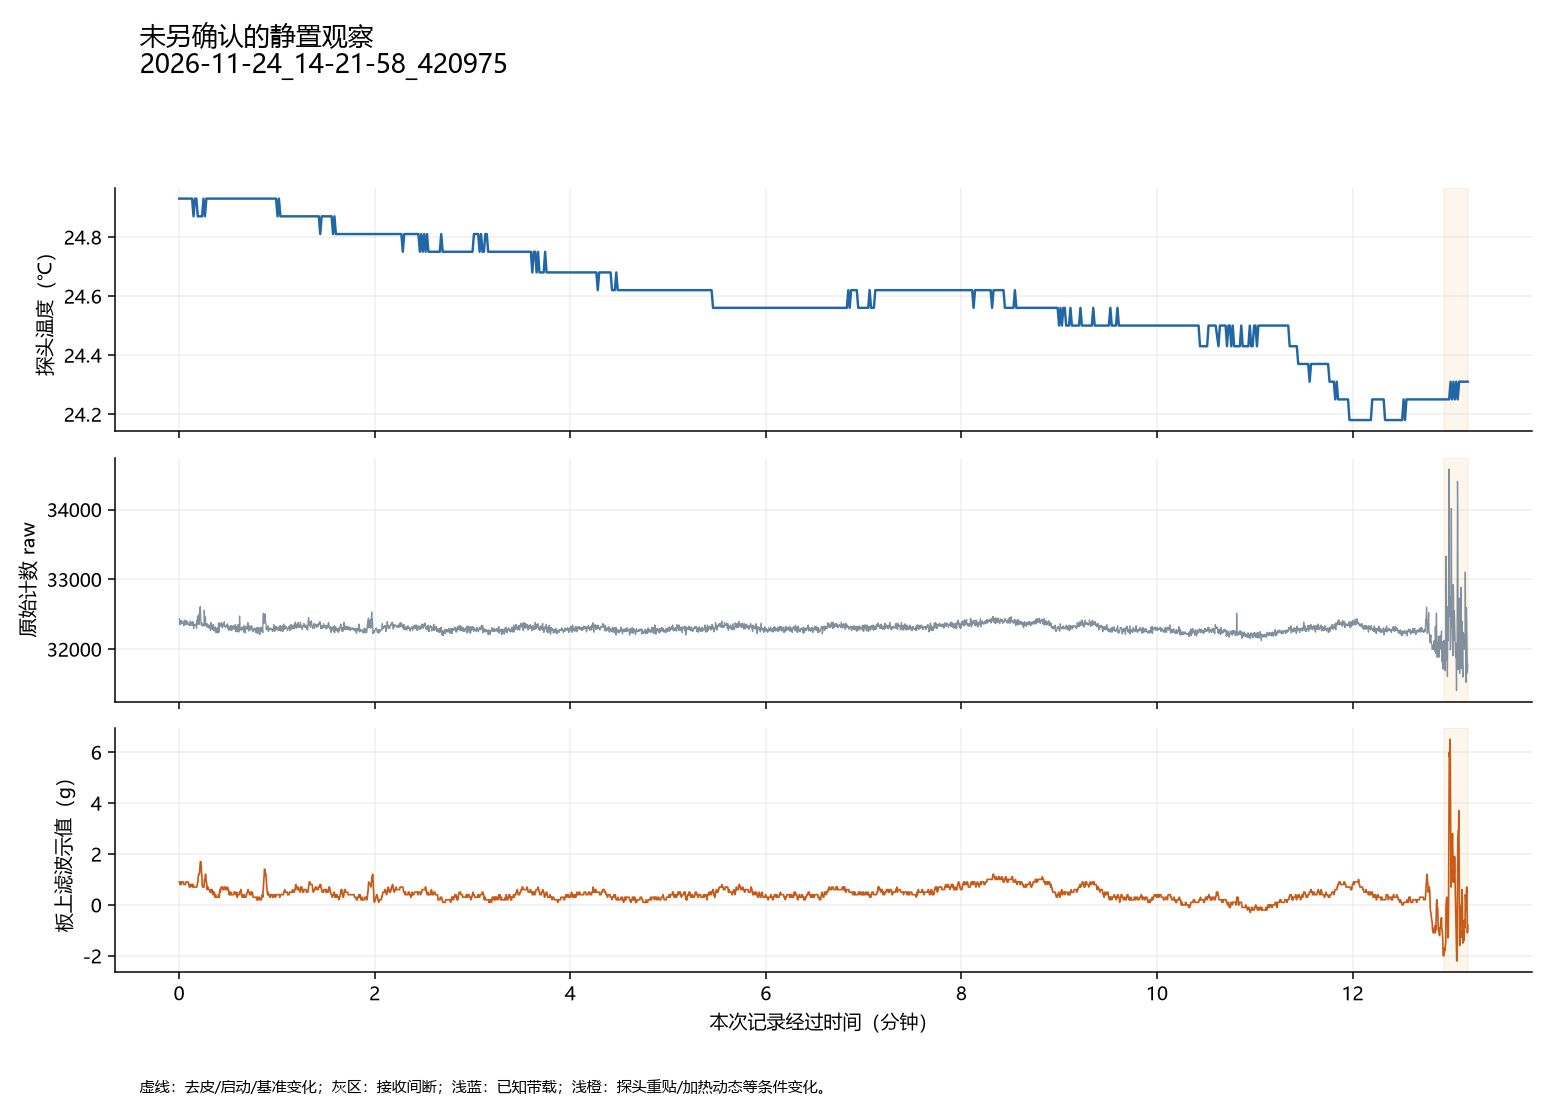 未另确认的静置观察
2026-11-24_14-21-58_420975
探头温度（℃）
24.8
24.6
24.4
24.2
原始计数 raw
34000
33000
32000
板上滤波示值（g）
6
4
2
0
-2
0 2 4 6 8 10 12
本次记录经过时间（分钟）
虚线：去皮/启动/基准变化；灰区：接收间断；浅蓝：已知带载；浅橙：探头重贴/加热动态等条件变化。